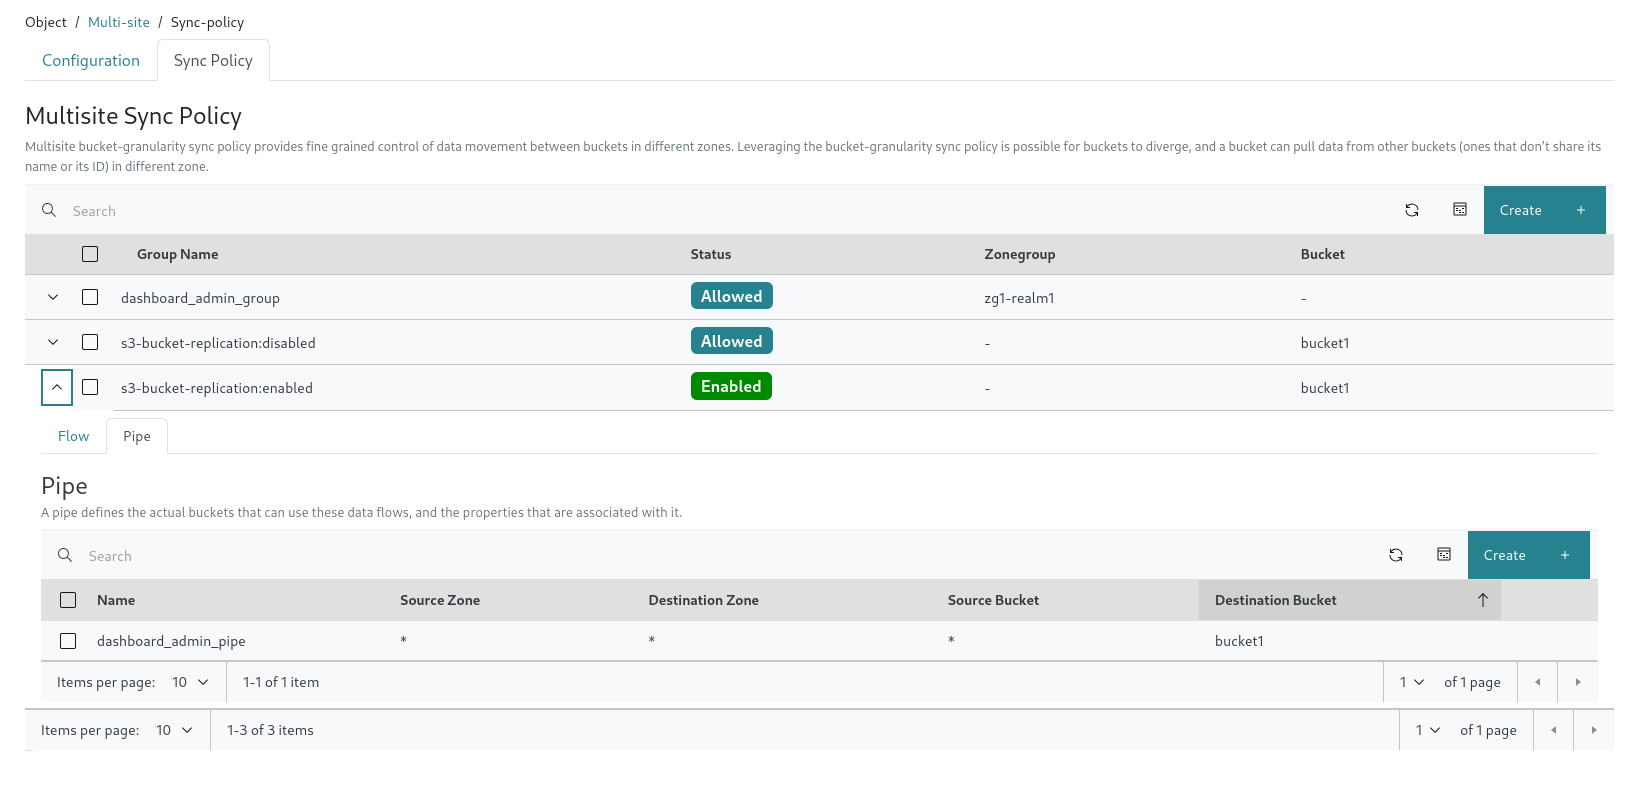 Object / Multi-site / Sync-policy
Configuration Sync Policy
Multisite Sync Policy
Multisite bucket-granularity sync policy provides fine grained control of data movement between buckets in different zones. Leveraging the bucket-granularity sync policy is possible for buckets to diverge, and a bucket can pull data from other buckets (ones that don't share its
name or its ID) in different zone.
Search Create +
Group Name Status Zonegroup Bucket
dashboard_admin_group Allowed zg1-realm1 -
s3-bucket-replication:disabled Allowed - bucket1
s3-bucket-replication:enabled Enabled - bucket1
Flow Pipe
Pipe
A pipe defines the actual buckets that can use these data flows, and the properties that are associated with it.
Search Create +
Name Source Zone Destination Zone Source Bucket Destination Bucket
dashboard_admin_pipe * * * bucket1
Items per page: 10 1-1 of 1 item 1 of 1 page
Items per page: 10 1-3 of 3 items 1 of 1 page